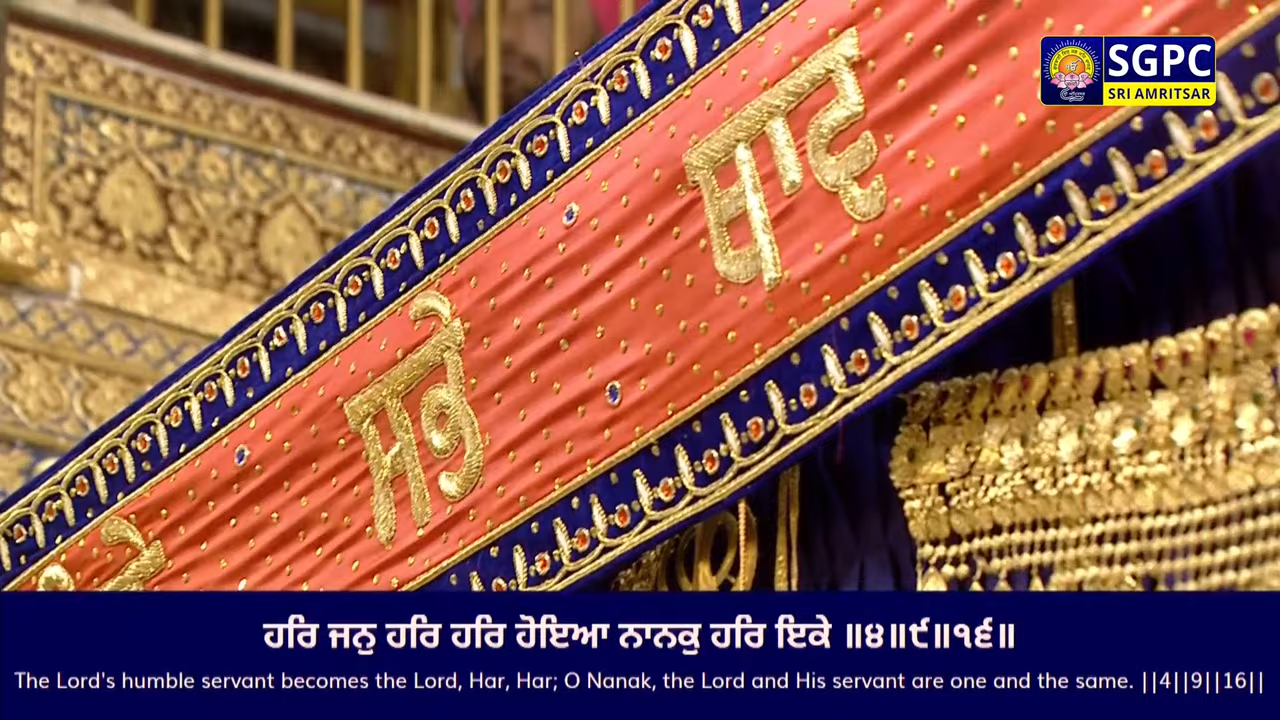 SGPC
SRI AMRITSAR
ਸਭੇ ਥਾਵ
ਹਰਿ ਜਨੁ ਹਰਿ ਹਰਿ ਹੋਇਆ ਨਾਨਕੁ ਹਰਿ ਇਕੇ ॥੪॥੯॥੧੬॥
The Lord's humble servant becomes the Lord, Har, Har; O Nanak, the Lord and His servant are one and the same. ||4||9||16||